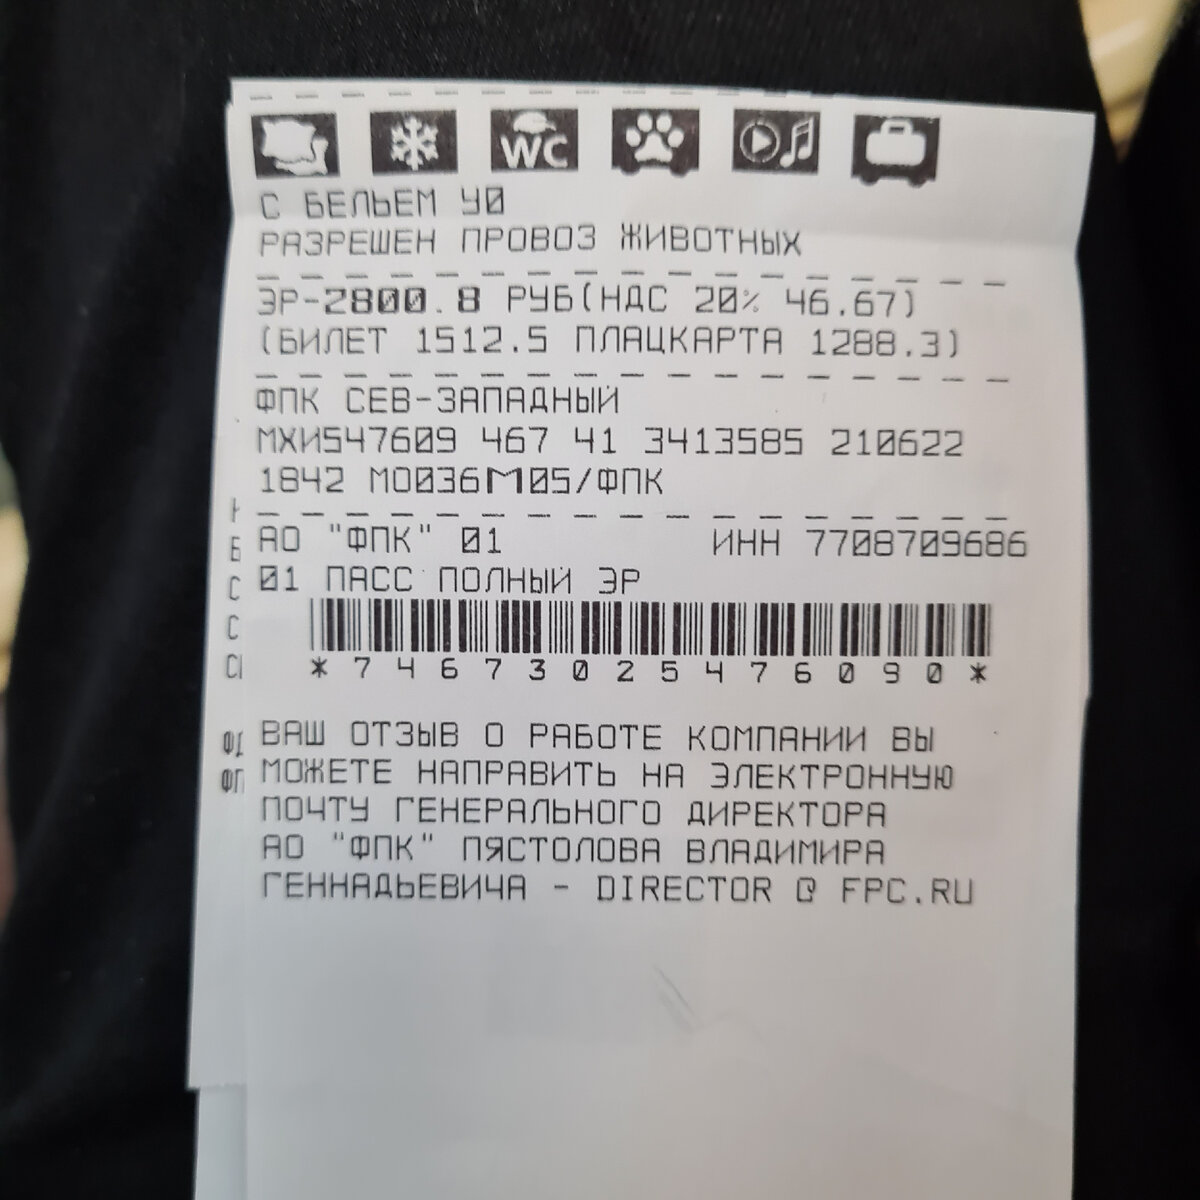 WC
С БЕЛЬЕМ У0
РАЗРЕШЕН ПРОВОЗ ЖИВОТНЫХ
ЭР-2800.8 РУБ(НДС 20% 46.67)
(БИЛЕТ 1512.5 ПЛАЦКАРТА 1288.3)
ФПК СЕВ-ЗАПАДНЫЙ
МХИ547609 467 41 3413585 210622
1842 МО036М05/ФПК
АО "ФПК" 01 ИНН 7708709686
01 ПАСС ПОЛНЫЙ ЭР
*74673025476090*
ВАШ ОТЗЫВ О РАБОТЕ КОМПАНИИ ВЫ
МОЖЕТЕ НАПРАВИТЬ НА ЭЛЕКТРОННУЮ
ПОЧТУ ГЕНЕРАЛЬНОГО ДИРЕКТОРА
АО "ФПК" ПЯСТОЛОВА ВЛАДИМИРА
ГЕННАДЬЕВИЧА - DIRECTOR @ FPC.RU